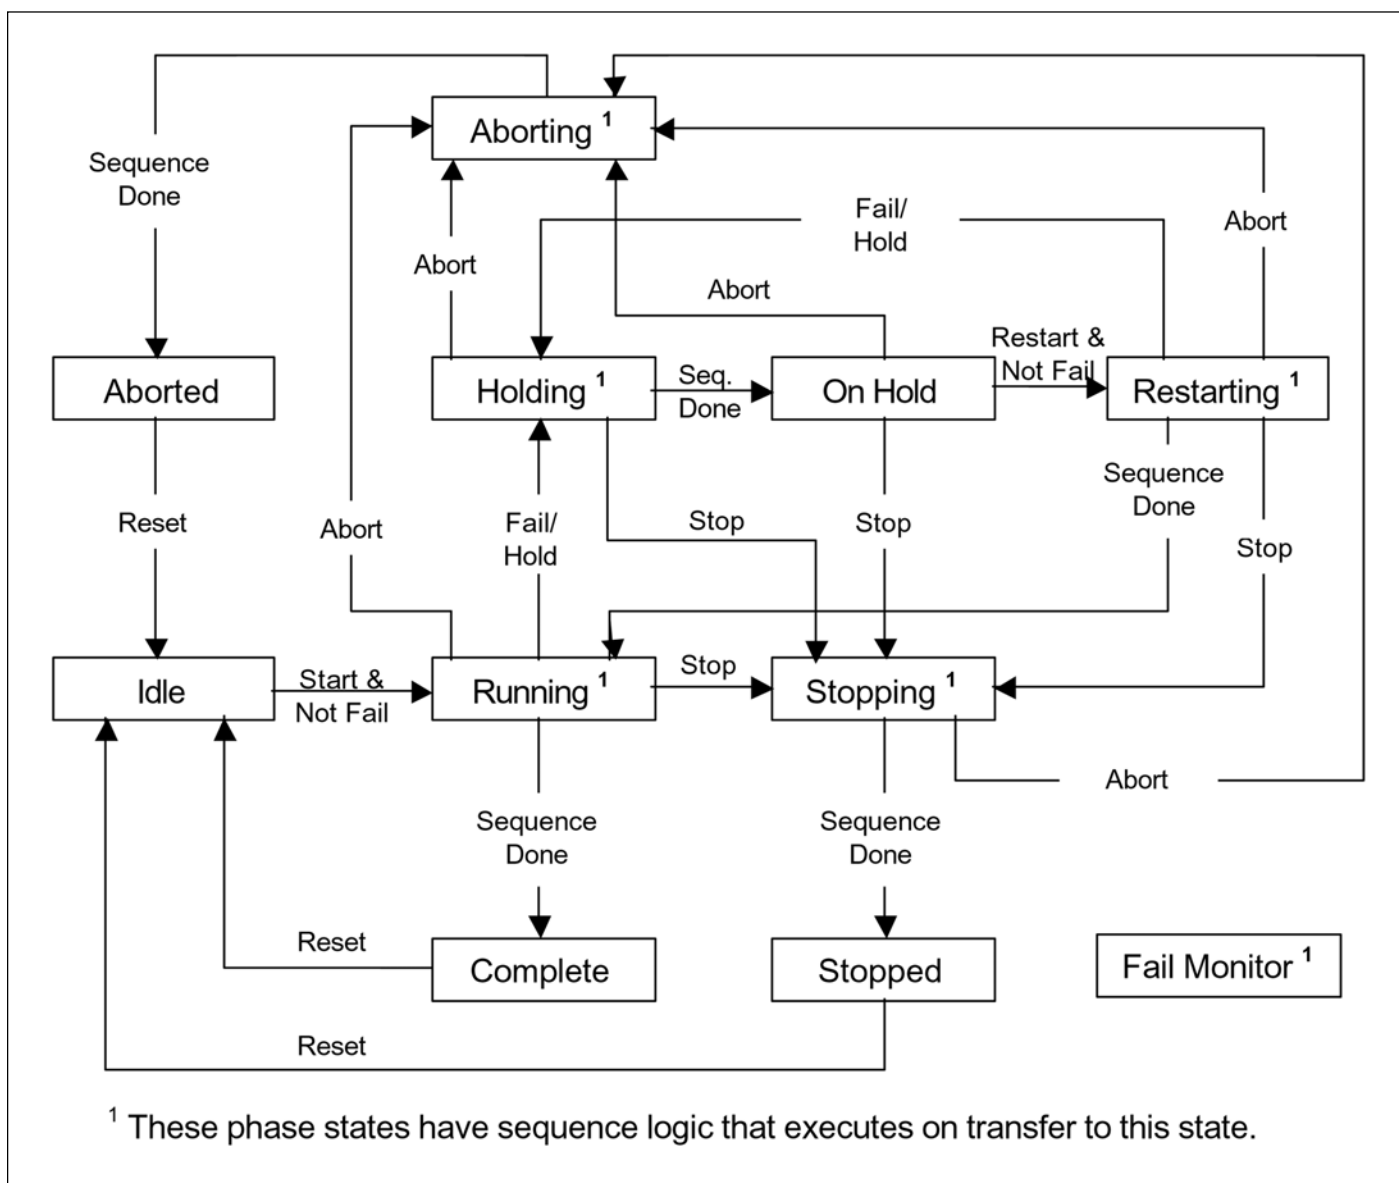 Aborting ¹
Sequence
Done
Fail/
Hold
Abort
Abort
Abort
Restart &
Not Fail
Aborted
Holding ¹
Seq.
Done
On Hold
Restarting ¹
Sequence
Done
Reset
Abort
Fail/
Hold
Stop
Stop
Stop
Idle
Start &
Not Fail
Running ¹
Stop
Stopping ¹
Abort
Sequence
Done
Sequence
Done
Reset
Complete
Stopped
Fail Monitor ¹
Reset
¹ These phase states have sequence logic that executes on transfer to this state.